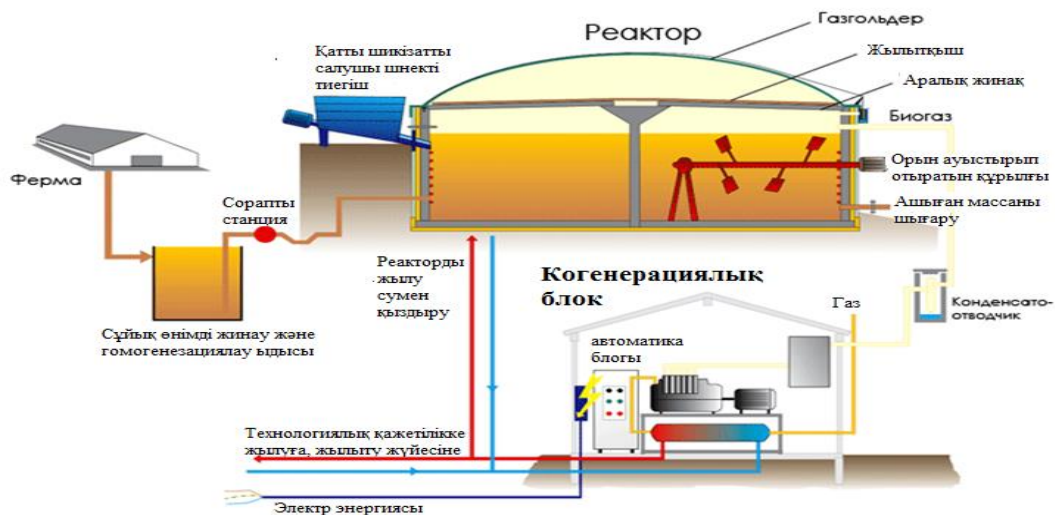 Реактор
Газгольдер
Жылытқыш
Аралық жинақ
Биогаз
Қатты шикізатты
салушы шнекті
тиегіш
Ферма
Сорапты
станция
Орын ауыстырып
отыратын құрылғы
Ашыған массаны
шығару
Реакторды
жылу
сумен
қыздыру
Когенерациялық
блок
Газ
Конденсато-
отводчик
Сұйық өнімді жинау және
гомогенезациялау ыдысы
автоматика
блогы
Технологиялық қажетілікке
жылуға, жылыту жүйесіне
Электр энергиясы